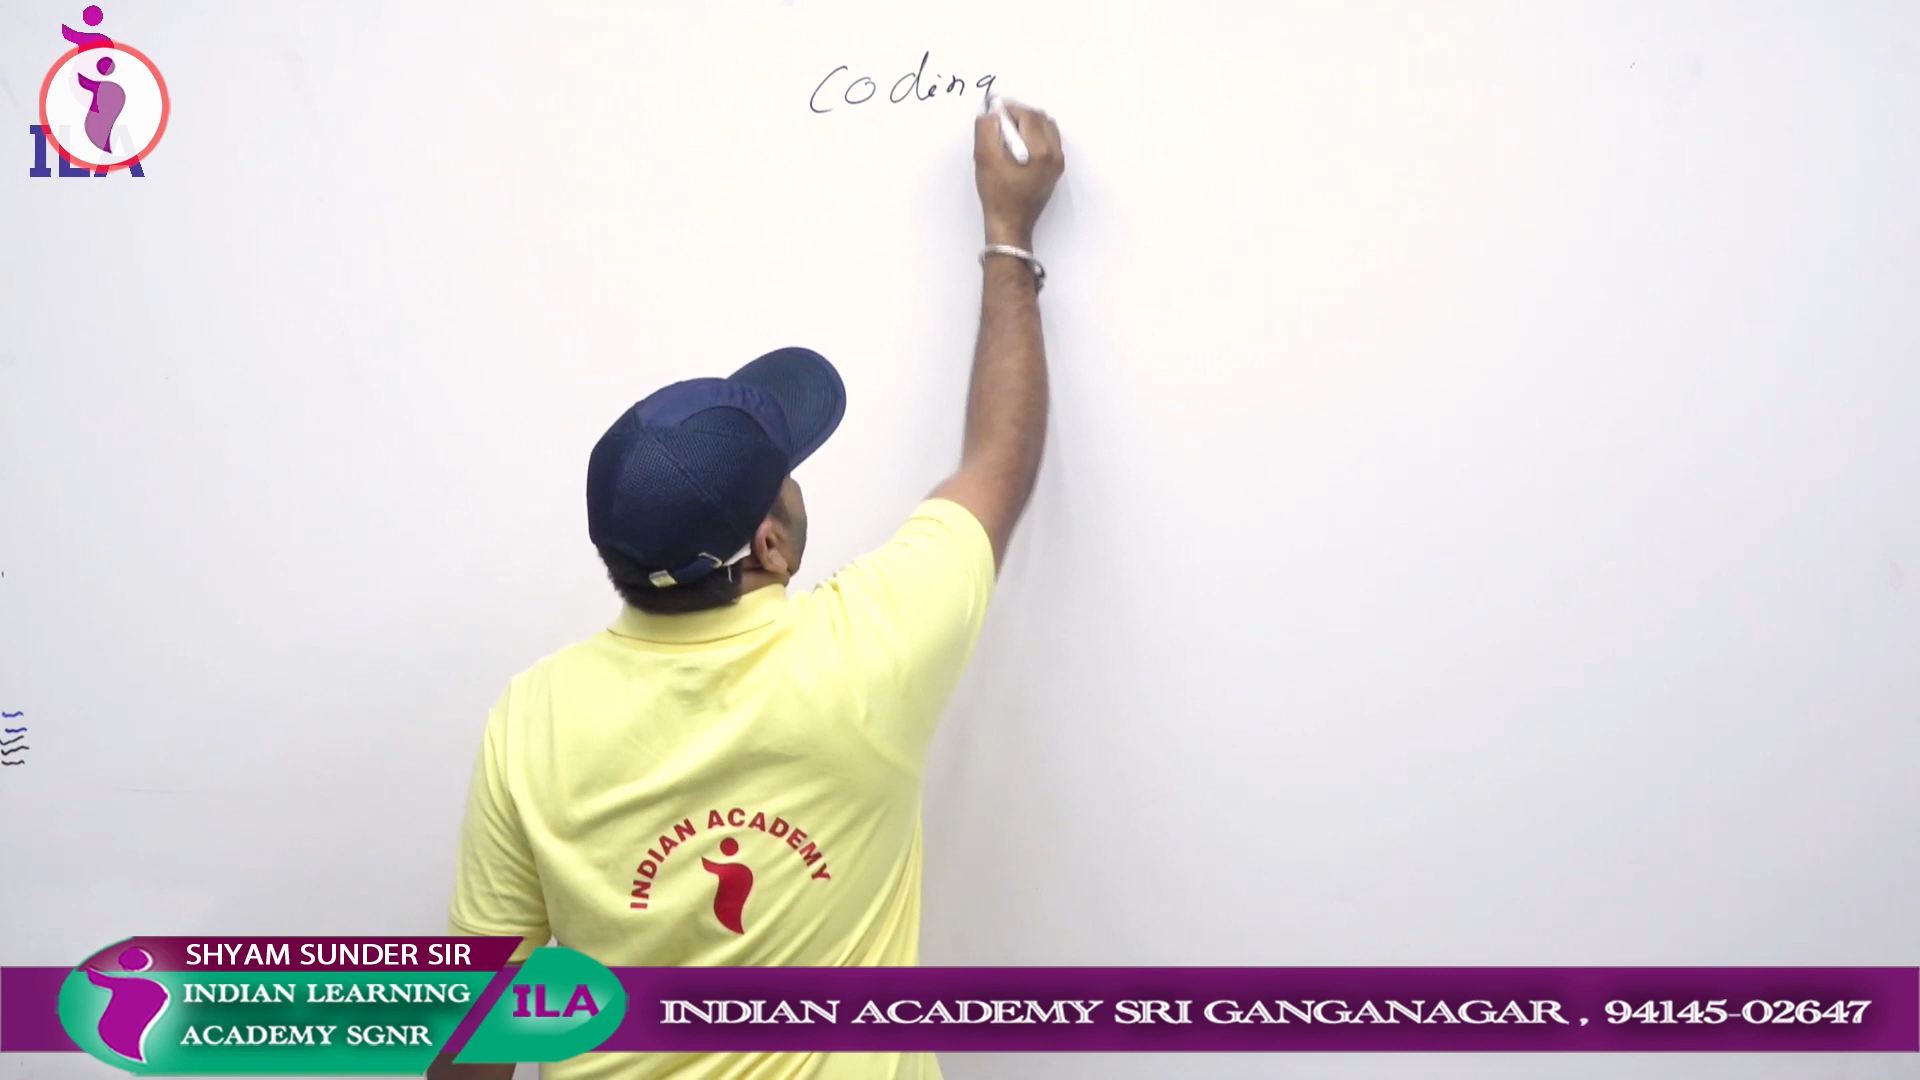 Coding
ILA
INDIAN ACADEMY
SHYAM SUNDER SIR
INDIAN LEARNING
ACADEMY SGNR
ILA
INDIAN ACADEMY SRI GANGANAGAR , 94145-02647